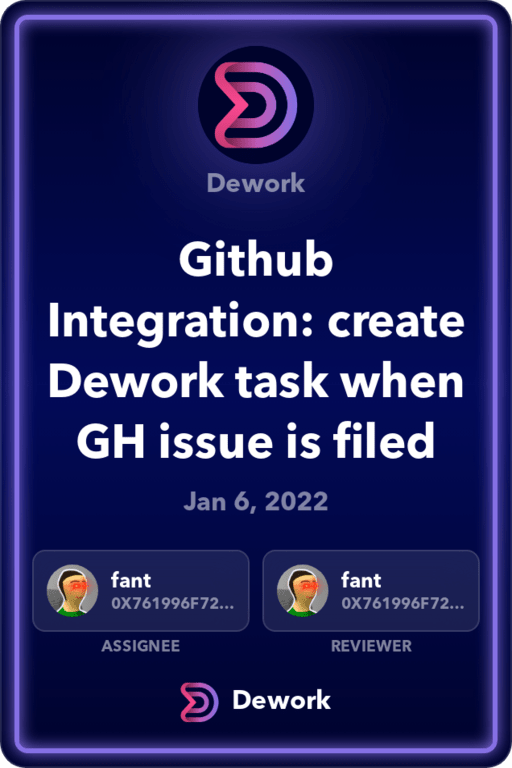 Dework
Github
Integration: create
Dework task when
GH issue is filed
Jan 6, 2022
fant
0X761996F72...
ASSIGNEE
fant
0X761996F72...
REVIEWER
Dework